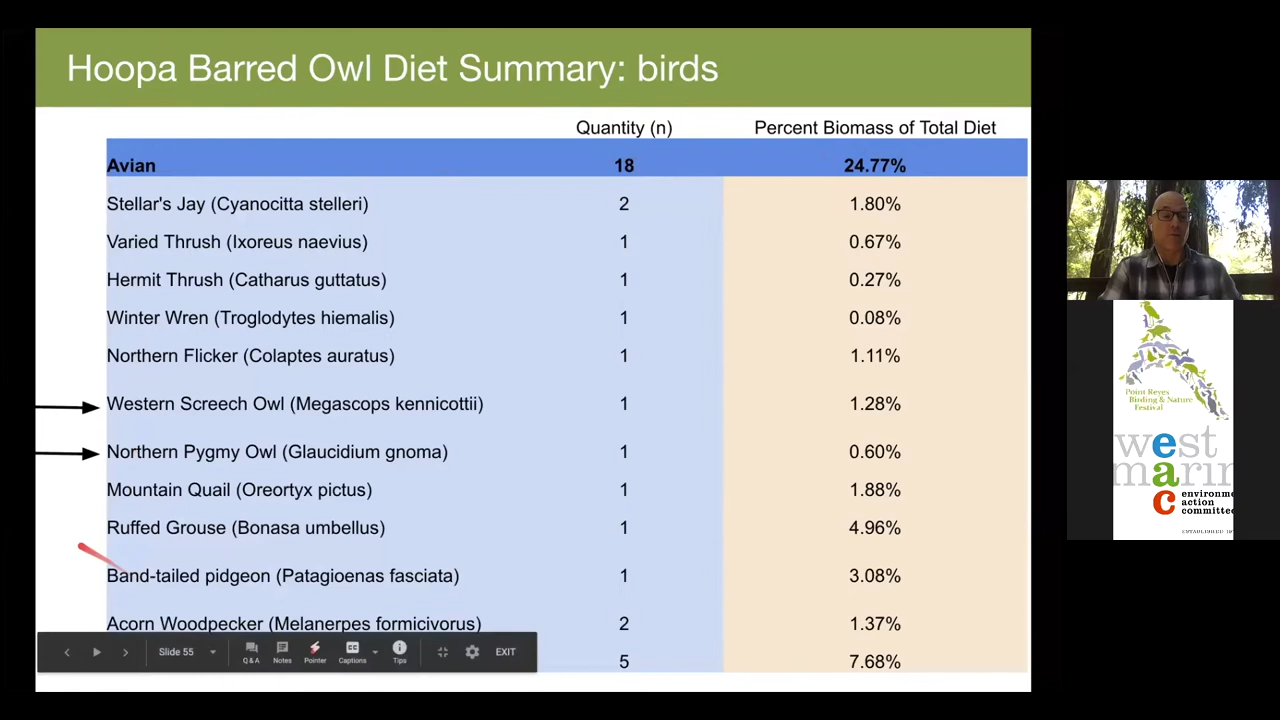 Hoopa Barred Owl Diet Summary: birds
Quantity (n) Percent Biomass of Total Diet
Avian 18 24.77%
Stellar's Jay (Cyanocitta stelleri) 2 1.80%
Varied Thrush (Ixoreus naevius) 1 0.67%
Hermit Thrush (Catharus guttatus) 1 0.27%
Winter Wren (Troglodytes hiemalis) 1 0.08%
Northern Flicker (Colaptes auratus) 1 1.11%
Western Screech Owl (Megascops kennicottii) 1 1.28%
Northern Pygmy Owl (Glaucidium gnoma) 1 0.60%
Mountain Quail (Oreortyx pictus) 1 1.88%
Ruffed Grouse (Bonasa umbellus) 1 4.96%
Band-tailed pidgeon (Patagioenas fasciata) 1 3.08%
Acorn Woodpecker (Melanerpes formicivorus) 2 1.37%
5 7.68%
Slide 55
Q&A Notes Pointer Captions Tips
EXIT
Point Reyes
Birding & Nature
Festival
west
marin
e
a
c
environme
action
committee